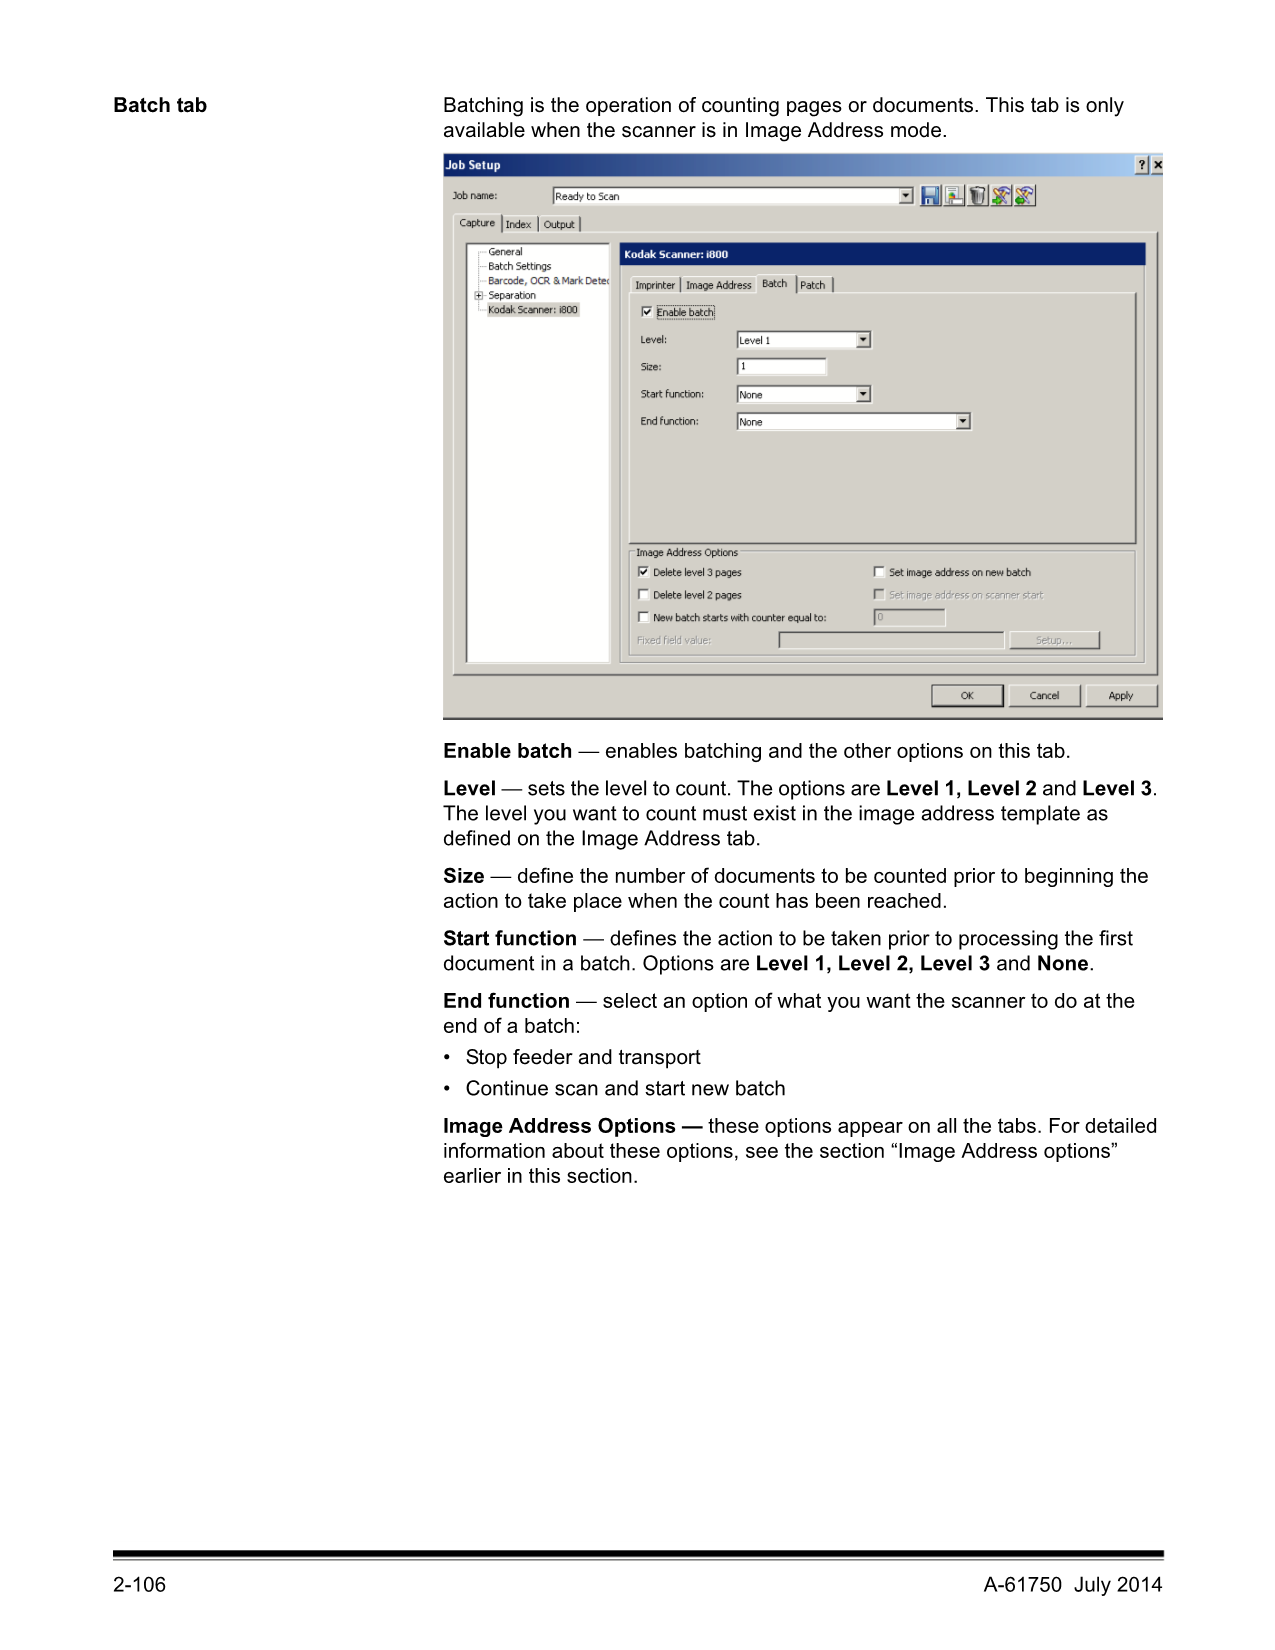 Batch tab
Batching is the operation of counting pages or documents. This tab is only
available when the scanner is in Image Address mode.
Job Setup
Job name:
Ready to Scan
Capture
Index
Output
General
Batch Settings
Barcode, OCR & Mark Detec
Separation
Kodak Scanner: i800
Kodak Scanner: i800
Imprinter
Image Address
Batch
Patch
Enable batch
Level:
Level 1
Size:
1
Start function:
None
End function:
None
Image Address Options
Delete level 3 pages
Set image address on new batch
Delete level 2 pages
Set image address on scanner start
New batch starts with counter equal to:
0
Fixed field value:
Setup...
OK
Cancel
Apply
Enable batch — enables batching and the other options on this tab.
Level — sets the level to count. The options are Level 1, Level 2 and Level 3.
The level you want to count must exist in the image address template as
defined on the Image Address tab.
Size — define the number of documents to be counted prior to beginning the
action to take place when the count has been reached.
Start function — defines the action to be taken prior to processing the first
document in a batch. Options are Level 1, Level 2, Level 3 and None.
End function — select an option of what you want the scanner to do at the
end of a batch:
• Stop feeder and transport
• Continue scan and start new batch
Image Address Options — these options appear on all the tabs. For detailed
information about these options, see the section “Image Address options”
earlier in this section.
2-106
A-61750 July 2014